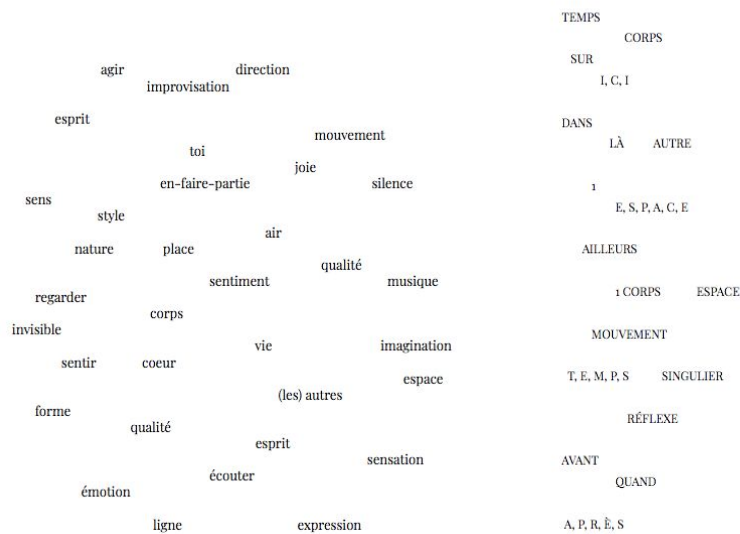 agir direction
improvisation
esprit
mouvement
toi
joie
en-faire-partie silence
sens
style
air
nature place
qualité
sentiment musique
regarder
corps
invisible
vie imagination
sentir coeur
espace
(les) autres
forme
qualité
esprit
sensation
écouter
émotion
ligne expression
TEMPS
CORPS
SUR
I, C, I
DANS
LÀ AUTRE
1
E, S, P, A, C, E
AILLEURS
1 CORPS ESPACE
MOUVEMENT
T, E, M, P, S SINGULIER
RÉFLEXE
AVANT
QUAND
A, P, R, È, S